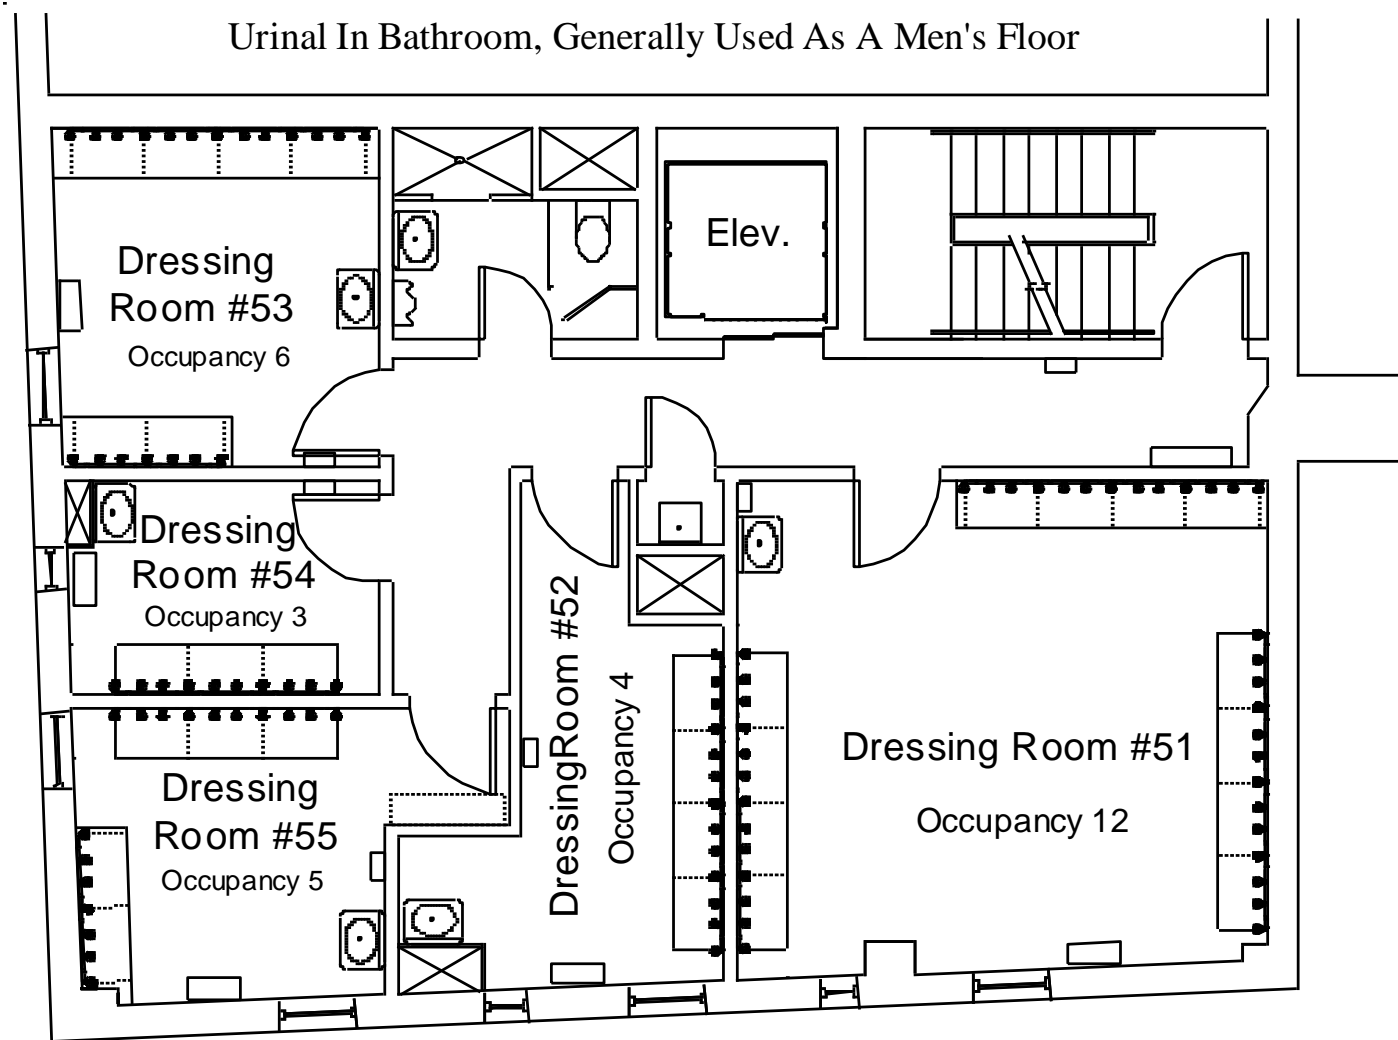 Urinal In Bathroom, Generally Used As A Men's Floor
Elev.
Dressing
Room #53
Occupancy 6
Dressing
Room #54
Occupancy 3
DressingRoom #52
Occupancy 4
Dressing Room #51
Occupancy 12
Dressing
Room #55
Occupancy 5